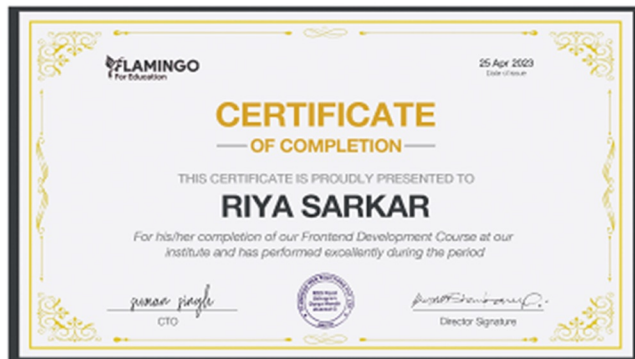 FLAMINGO
For Education
25 Apr 2023
Date of Issue
CERTIFICATE
OF COMPLETION
THIS CERTIFICATE IS PROUDLY PRESENTED TO
RIYA SARKAR
For his/her completion of our Frontend Development Course at our
institute and has performed excellently during the period
suman singh
CTO
Director Signature